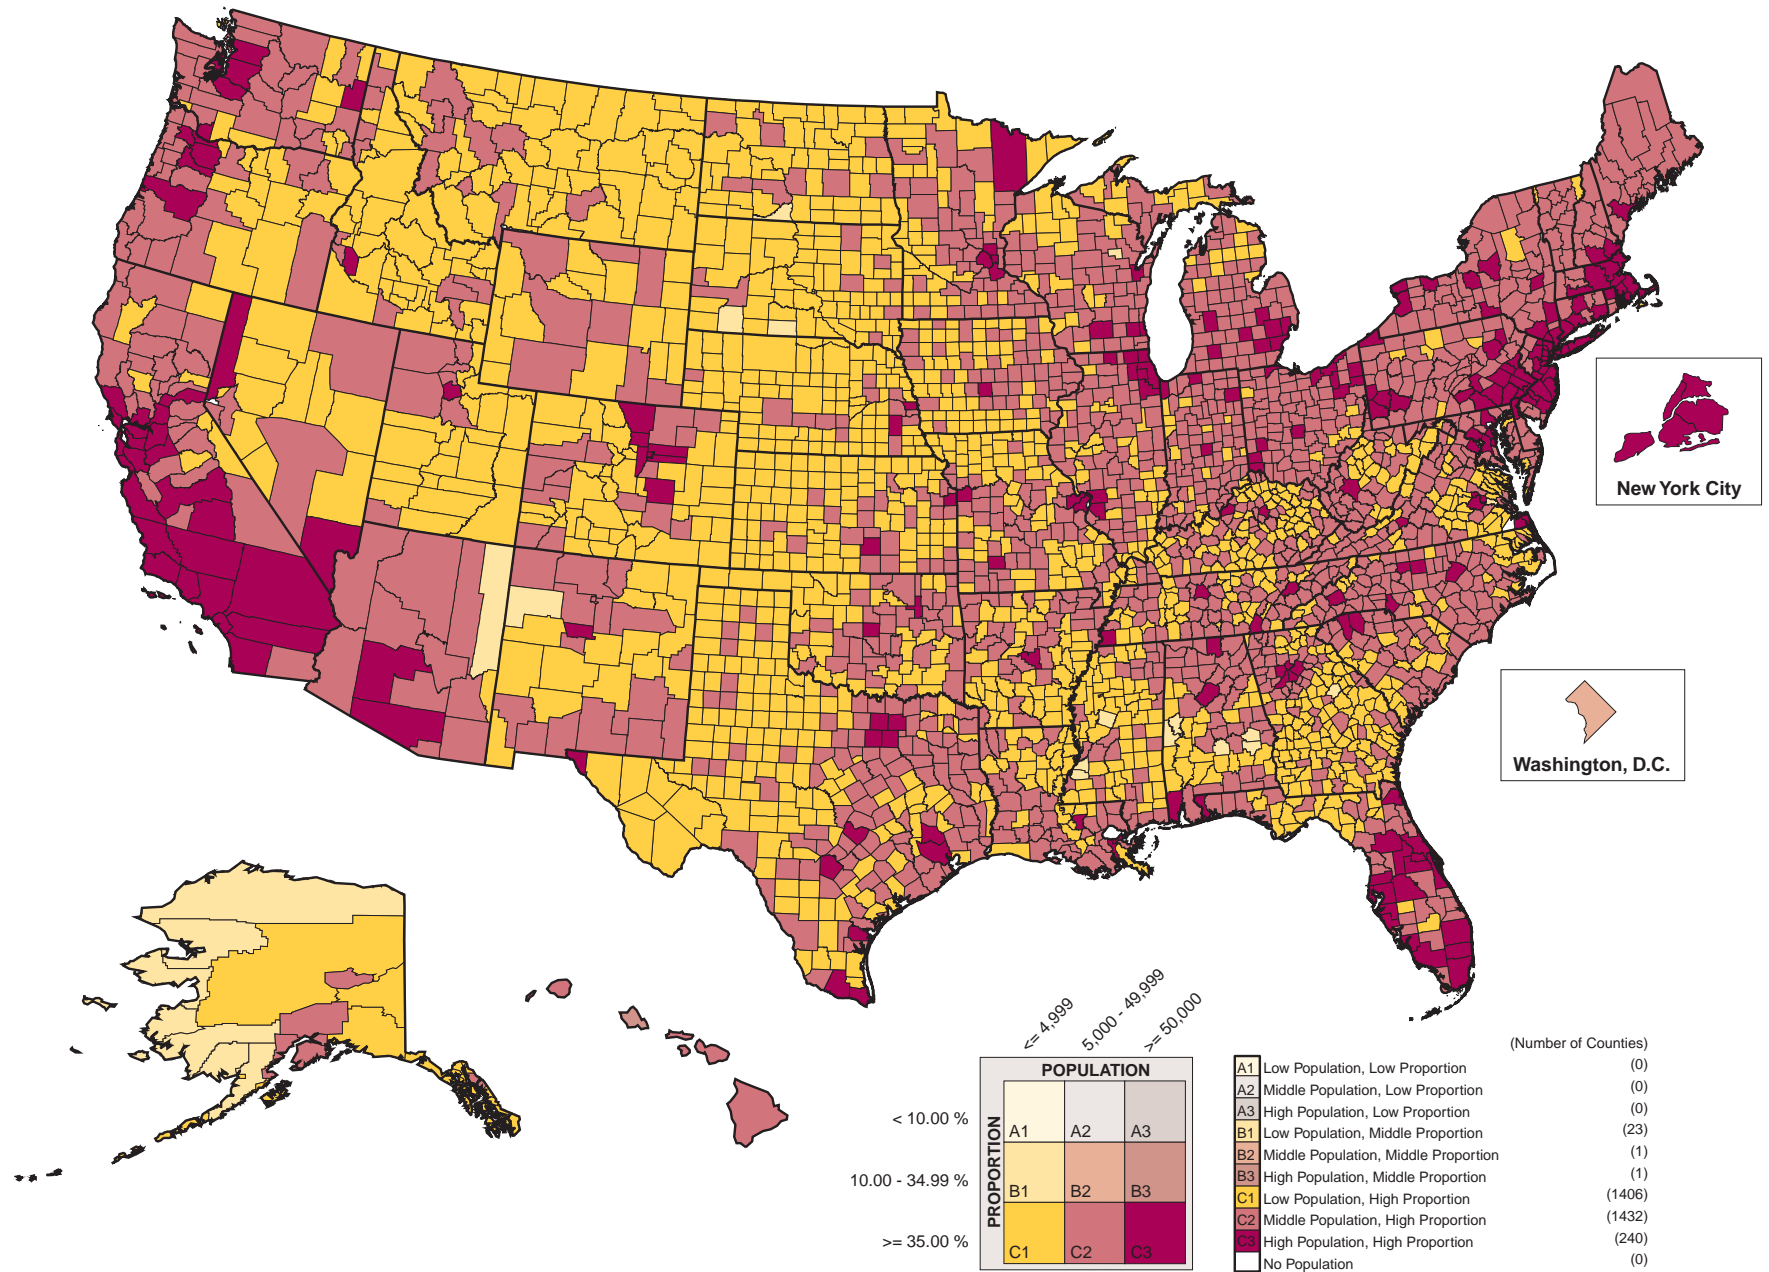 New York City
Washington, D.C.
<= 4,999
5,000 - 49,999
>= 50,000
POPULATION
PROPORTION
< 10.00 %
10.00 - 34.99 %
>= 35.00 %
A1 A2 A3
B1 B2 B3
C1 C2 C3
(Number of Counties)
A1 Low Population, Low Proportion (0)
A2 Middle Population, Low Proportion (0)
A3 High Population, Low Proportion (0)
B1 Low Population, Middle Proportion (23)
B2 Middle Population, Middle Proportion (1)
B3 High Population, Middle Proportion (1)
C1 Low Population, High Proportion (1406)
C2 Middle Population, High Proportion (1432)
C3 High Population, High Proportion (240)
No Population (0)